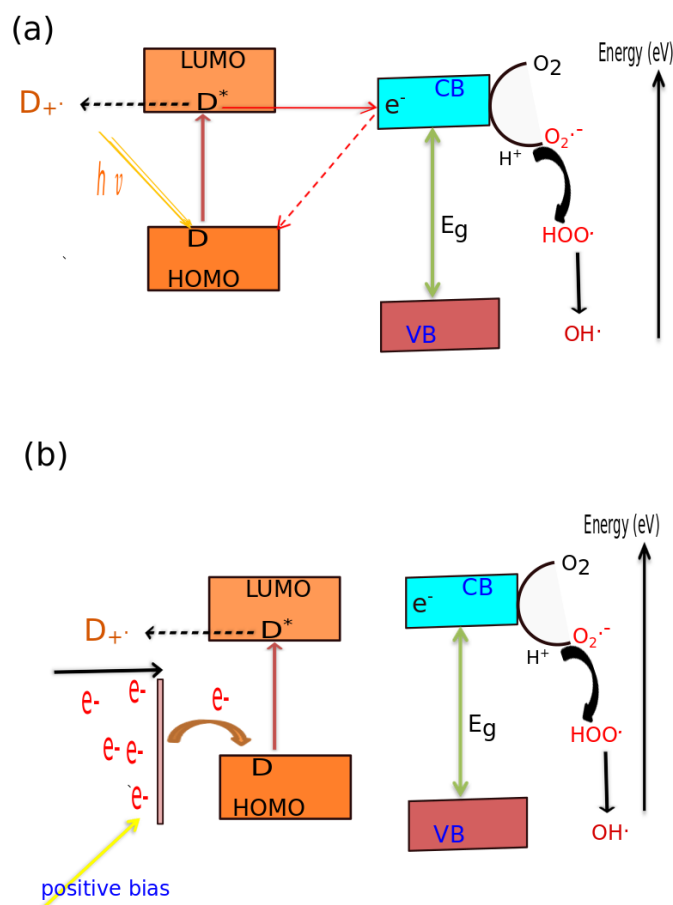 (a)
LUMO
Energy (eV)
O2
CB
D+·
D*
e-
O2·-
H+
h ν
D
Eg
HOO·
HOMO
VB
OH·
(b)
Energy (eV)
LUMO
CB
O2
e-
D+·
D*
O2·-
H+
e-
e-
e-
Eg
HOO·
e-
e-
D
e-
HOMO
VB
OH·
positive bias